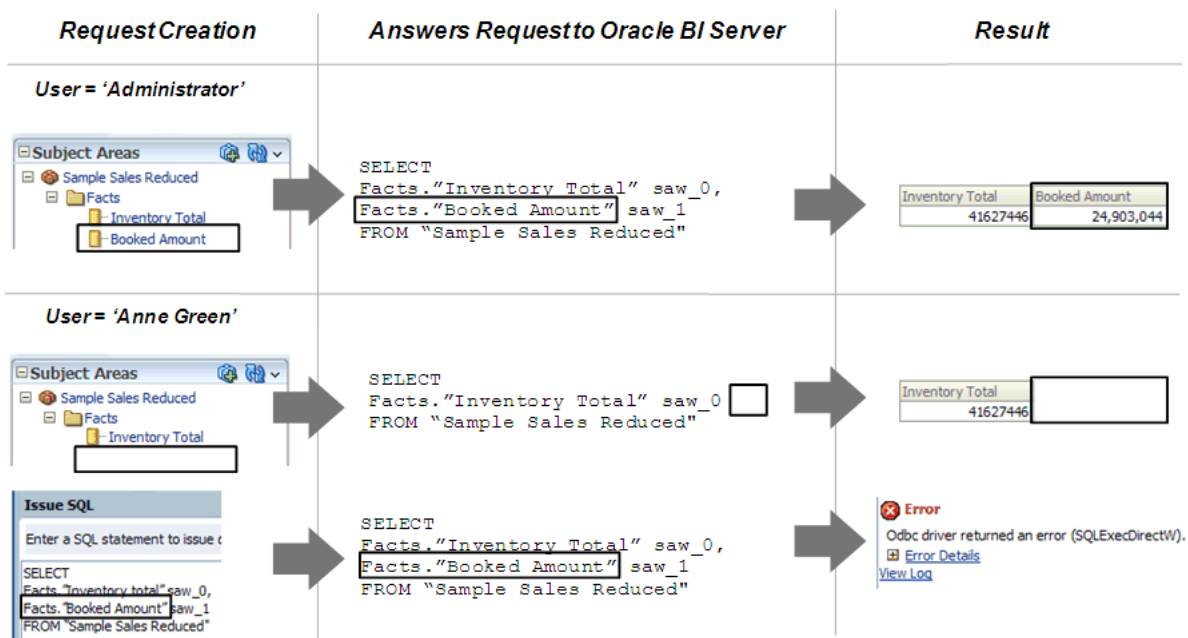 Request Creation
Answers Request to Oracle BI Server
Result
User = 'Administrator'
Subject Areas
Sample Sales Reduced
Facts
Inventory Total
Booked Amount
SELECT
Facts."Inventory Total" saw_0,
Facts."Booked Amount" saw_1
FROM "Sample Sales Reduced"
Inventory Total Booked Amount
41627446 24,903,044
User = 'Anne Green'
Subject Areas
Sample Sales Reduced
Facts
Inventory Total
SELECT
Facts."Inventory Total" saw_0
FROM "Sample Sales Reduced"
Inventory Total
41627446
Issue SQL
Enter a SQL statement to issue
SELECT
Facts."Inventory total" saw_0,
Facts."Booked Amount" saw_1
FROM "Sample Sales Reduced"
SELECT
Facts."Inventory Total" saw_0,
Facts."Booked Amount" saw_1
FROM "Sample Sales Reduced"
Error
Odbc driver returned an error (SQLExecDirectW).
Error Details
View Log